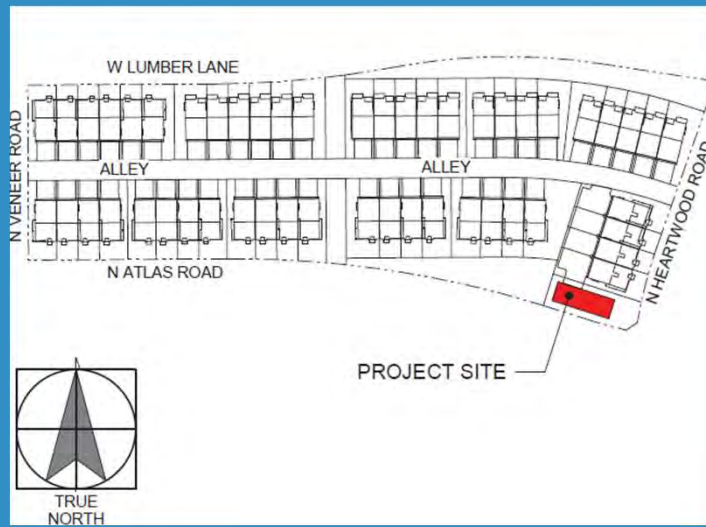 W LUMBER LANE
N VENEER ROAD
ALLEY
ALLEY
N HEARTWOOD ROAD
N ATLAS ROAD
PROJECT SITE
N
TRUE
NORTH